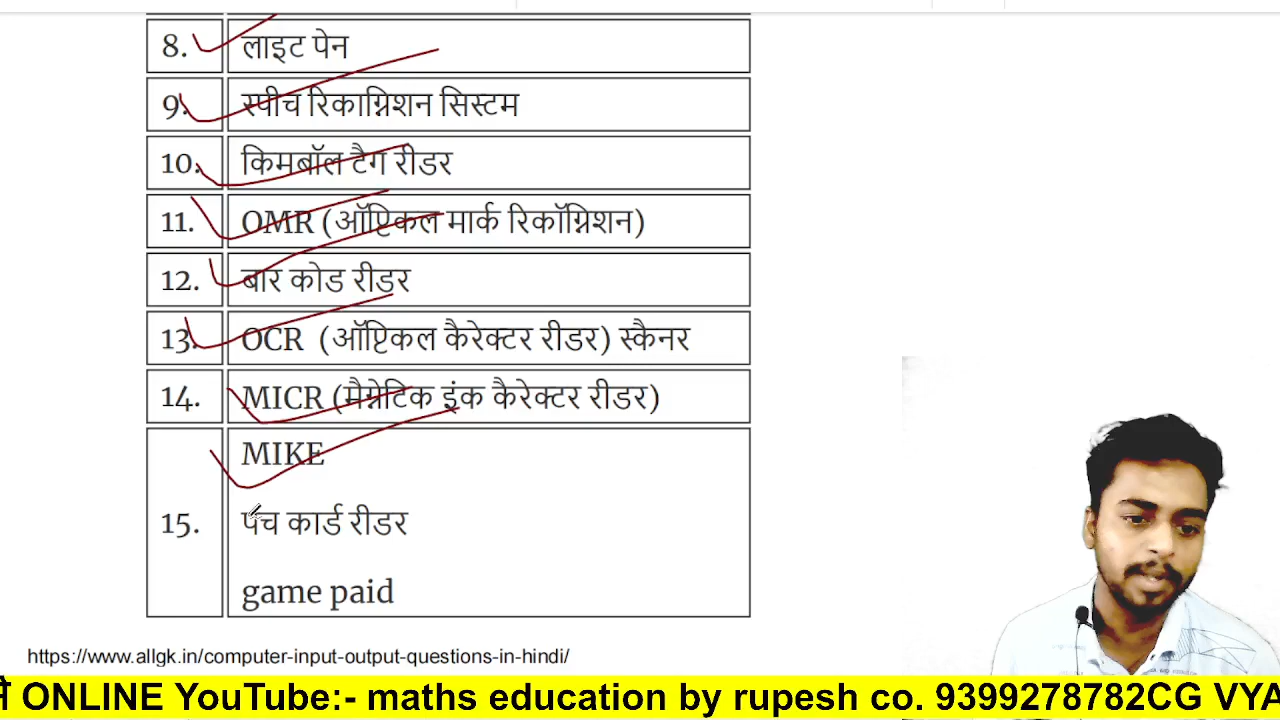 8. लाइट पेन
9. स्पीच रिकाग्निशन सिस्टम
10. किमबॉल टैग रीडर
11. OMR (ऑप्टिकल मार्क रिकॉग्निशन)
12. बार कोड रीडर
13. OCR (ऑप्टिकल कैरेक्टर रीडर) स्कैनर
14. MICR (मैग्नेटिक इंक कैरेक्टर रीडर)
MIKE
15. पंच कार्ड रीडर
game paid
https://www.allgk.in/computer-input-output-questions-in-hindi/
ONLINE YouTube:- maths education by rupesh co. 9399278782CG VYA